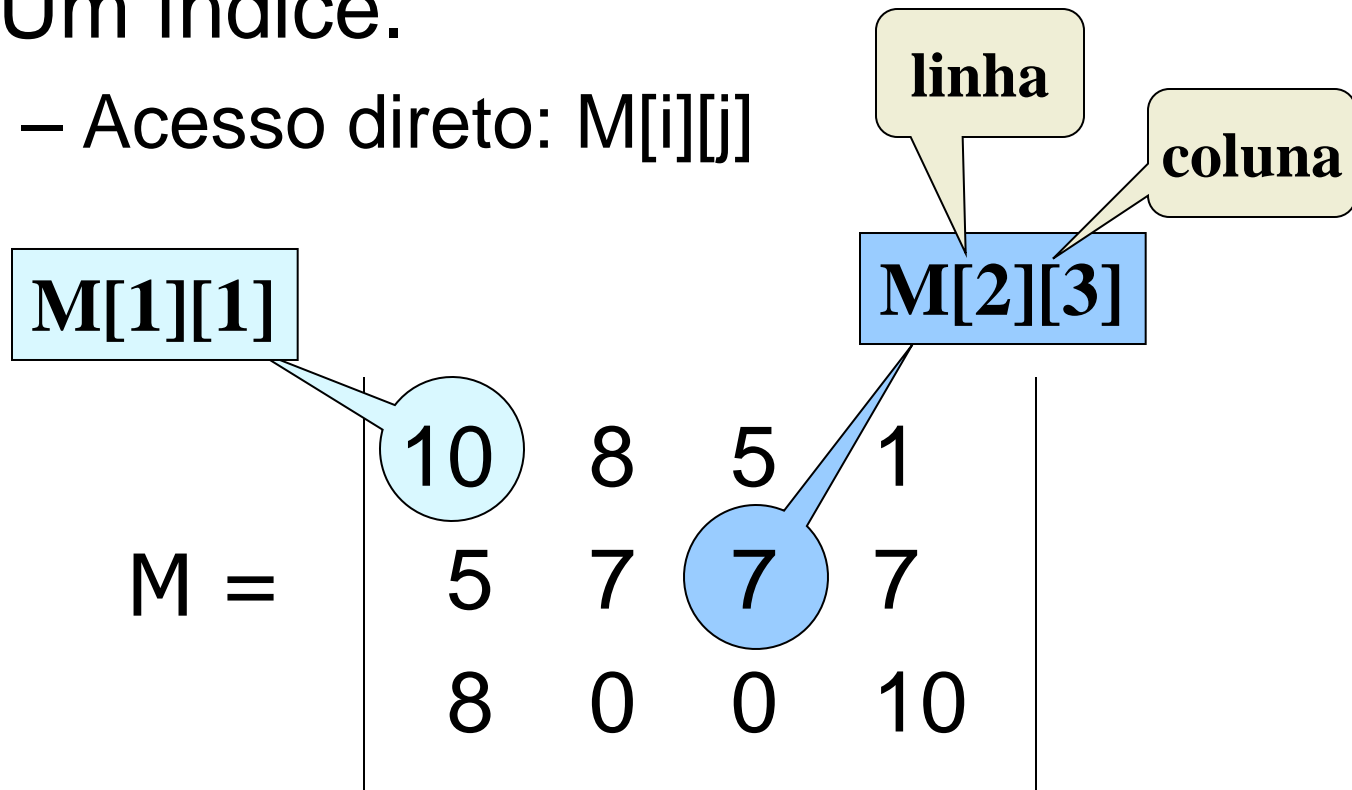 Um índice.
– Acesso direto: M[i][j]
linha
coluna
M[1][1]
M[2][3]
10 8 5 1
M = 5 7 7 7
8 0 0 10